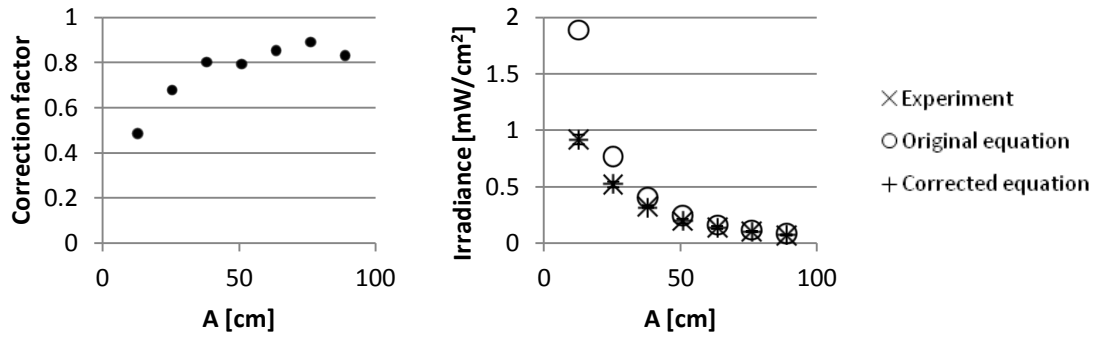 Correction factor
1
0.8
0.6
0.4
0.2
0
0
50
100
A [cm]
Irradiance [mW/cm²]
2
1.5
1
0.5
0
0
50
100
A [cm]
Experiment
Original equation
Corrected equation